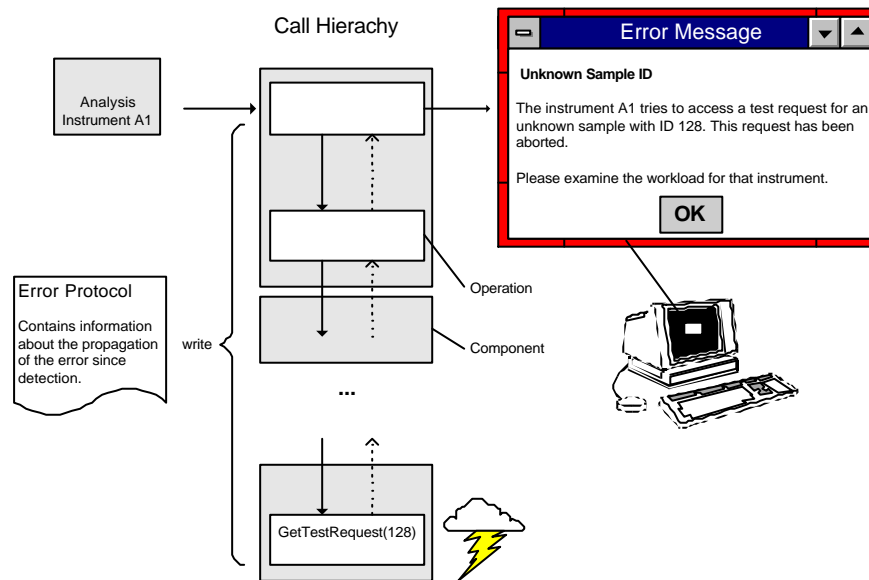 Call Hierachy
Analysis
Instrument A1
Error Message
Unknown Sample ID
The instrument A1 tries to access a test request for an
unknown sample with ID 128. This request has been
aborted.
Please examine the workload for that instrument.
OK
Operation
Component
Error Protocol
Contains information
about the propagation
of the error since
detection.
write
...
GetTestRequest(128)